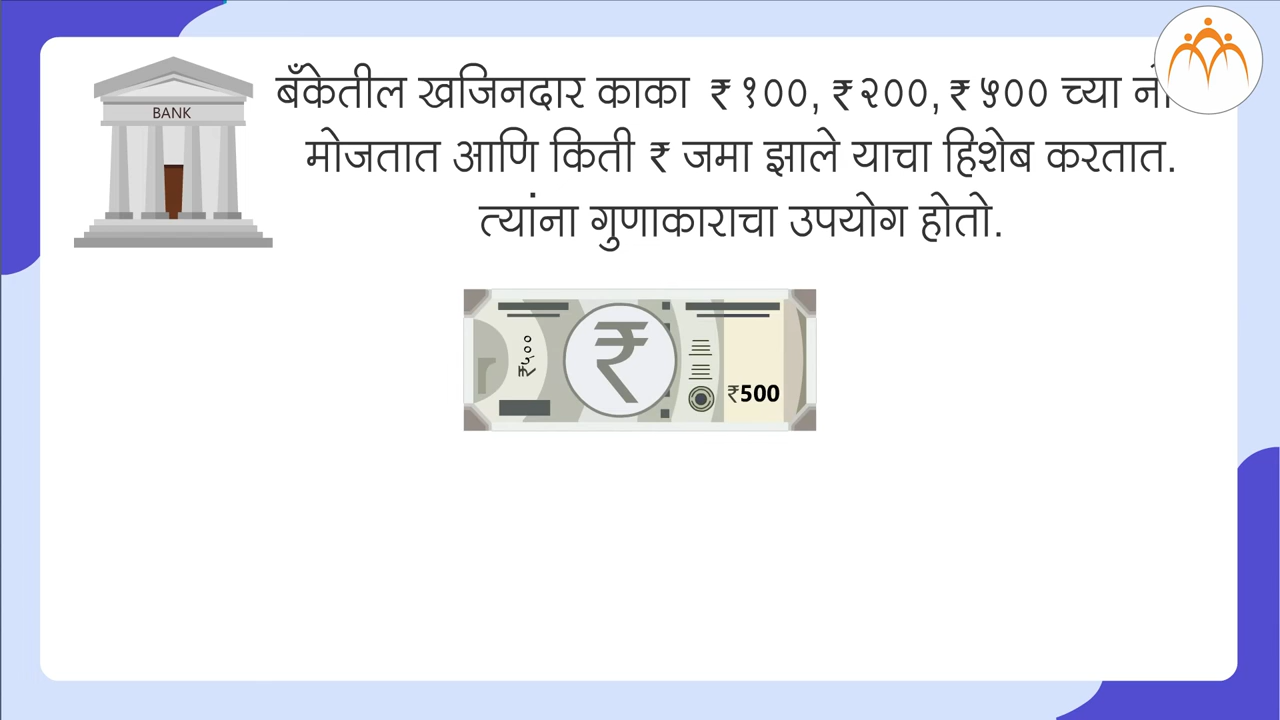 BANK
बँकेतील खजिनदार काका ₹ १००, ₹ २००, ₹ ५०० च्या
मोजतात आणि किती ₹ जमा झाले याचा हिशेब करतात.
त्यांना गुणाकाराचा उपयोग होतो.
₹५००
₹
₹500